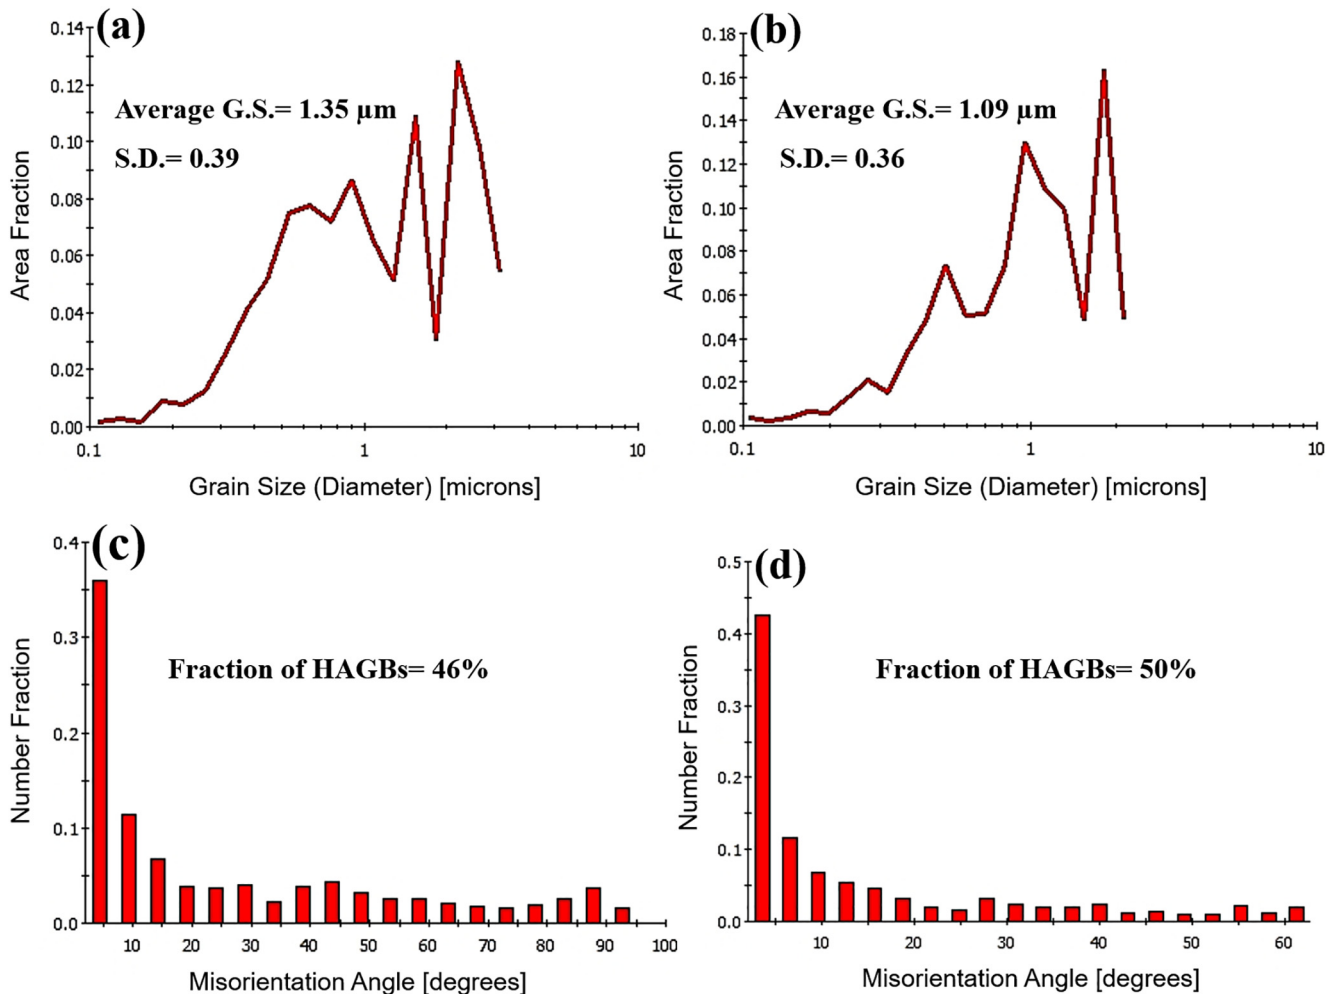 (a)
0.14
0.12
0.10
0.08
0.06
0.04
0.02
0.00
Area Fraction
Average G.S.= 1.35 µm
S.D.= 0.39
0.1 1 10
Grain Size (Diameter) [microns]
(b)
0.18
0.16
0.14
0.12
0.10
0.08
0.06
0.04
0.02
0.00
Area Fraction
Average G.S.= 1.09 µm
S.D.= 0.36
0.1 1 10
Grain Size (Diameter) [microns]
(c)
0.4
0.3
0.2
0.1
0.0
Number Fraction
Fraction of HAGBs= 46%
10 20 30 40 50 60 70 80 90 100
Misorientation Angle [degrees]
(d)
0.5
0.4
0.3
0.2
0.1
0.0
Number Fraction
Fraction of HAGBs= 50%
10 20 30 40 50 60
Misorientation Angle [degrees]